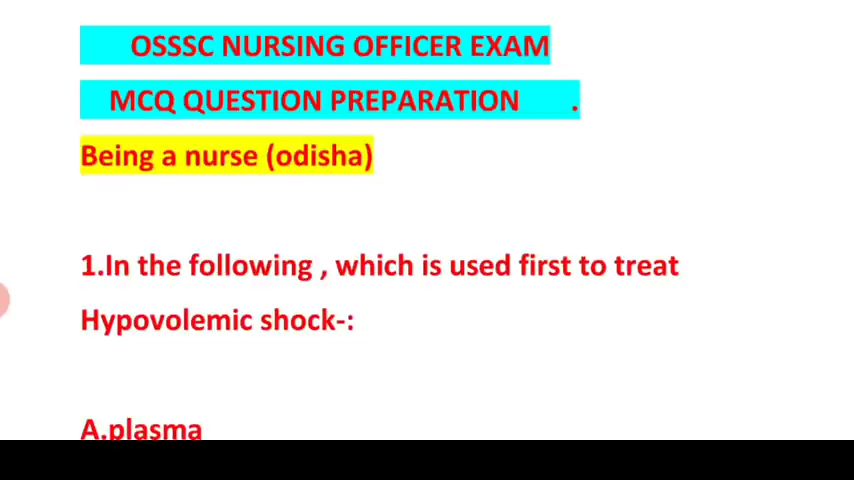 OSSSC NURSING OFFICER EXAM
MCQ QUESTION PREPARATION .
Being a nurse (odisha)
1.In the following , which is used first to treat
Hypovolemic shock-:
A.plasma